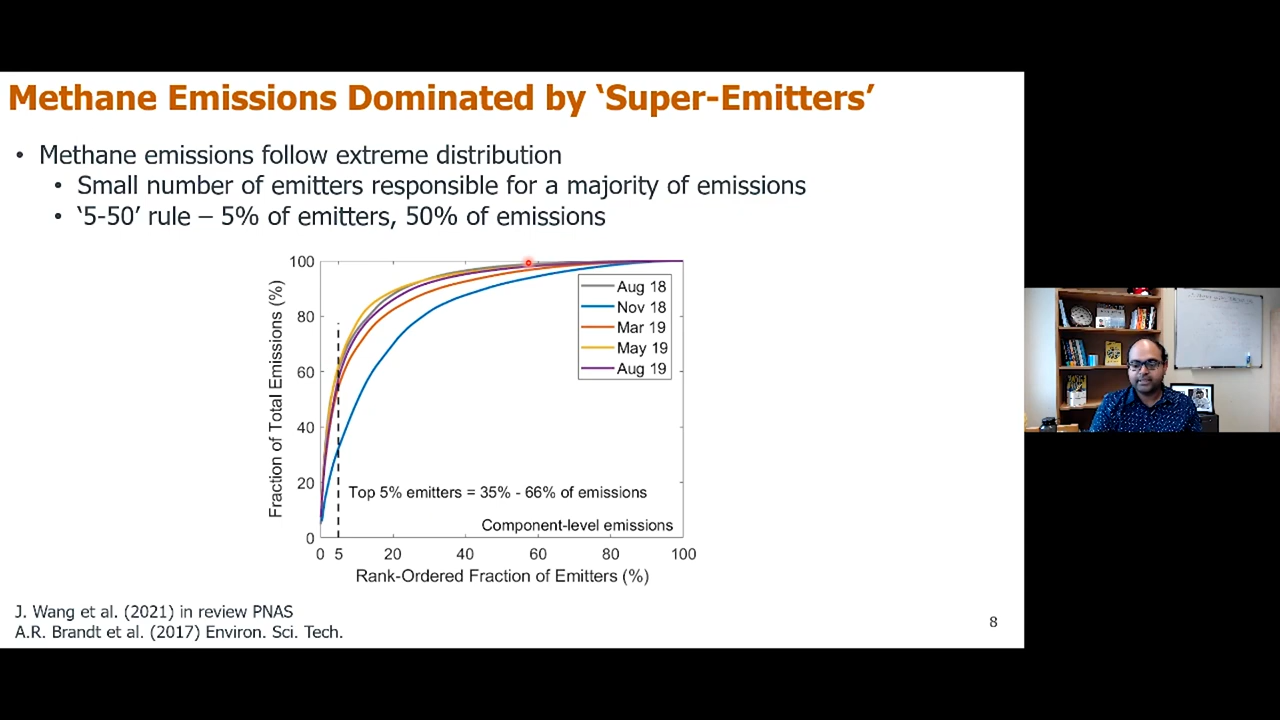 Methane Emissions Dominated by ‘Super-Emitters’
• Methane emissions follow extreme distribution
• Small number of emitters responsible for a majority of emissions
• ‘5-50’ rule – 5% of emitters, 50% of emissions
Fraction of Total Emissions (%)
100
80
60
40
20
0
Aug 18
Nov 18
Mar 19
May 19
Aug 19
Top 5% emitters = 35% - 66% of emissions
Component-level emissions
0 5 20 40 60 80 100
Rank-Ordered Fraction of Emitters (%)
J. Wang et al. (2021) in review PNAS
A.R. Brandt et al. (2017) Environ. Sci. Tech.
8